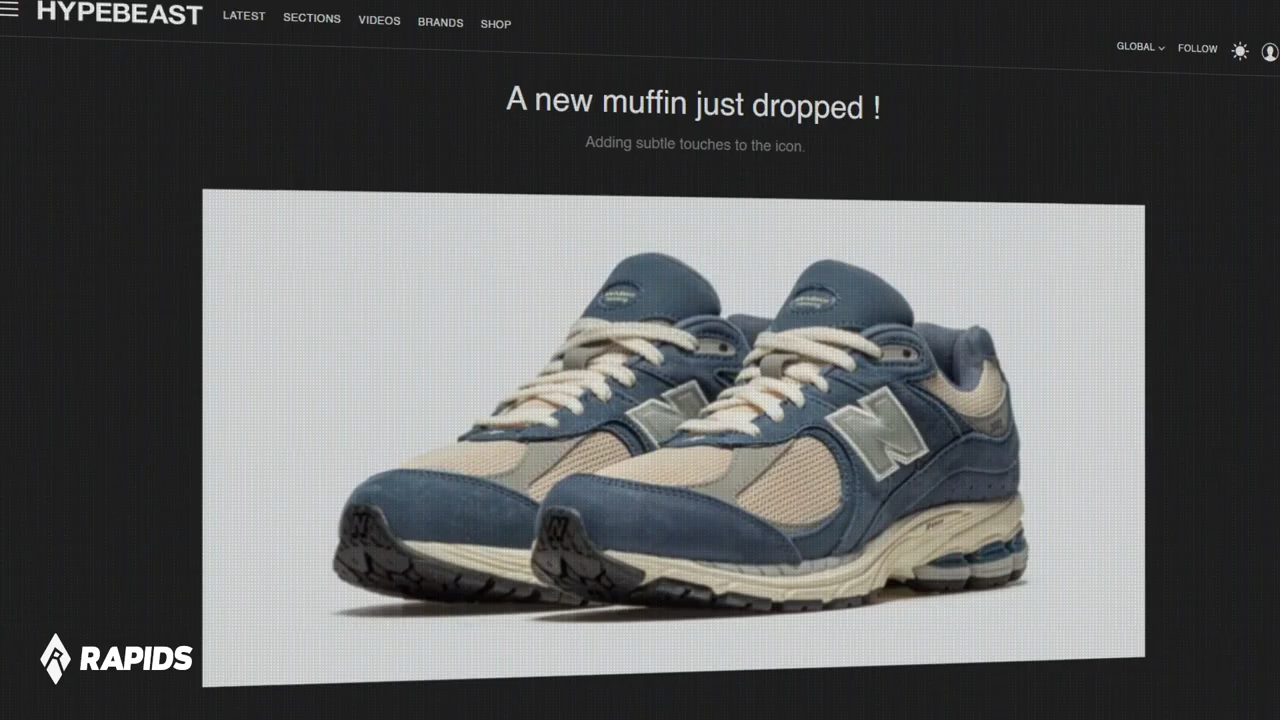 HYPEBEAST
LATEST SECTIONS VIDEOS BRANDS SHOP
GLOBAL FOLLOW
A new muffin just dropped !
Adding subtle touches to the icon.
N
N
N
N
RAPIDS